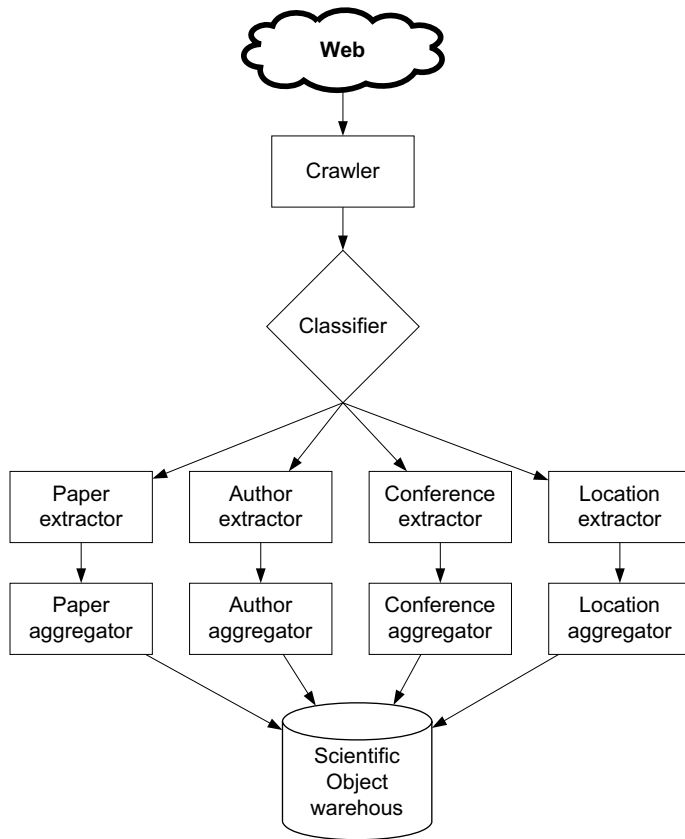 Web
Crawler
Classifier
Paper
extractor
Author
extractor
Conference
extractor
Location
extractor
Paper
aggregator
Author
aggregator
Conference
aggregator
Location
aggregator
Scientific
Object
warehous